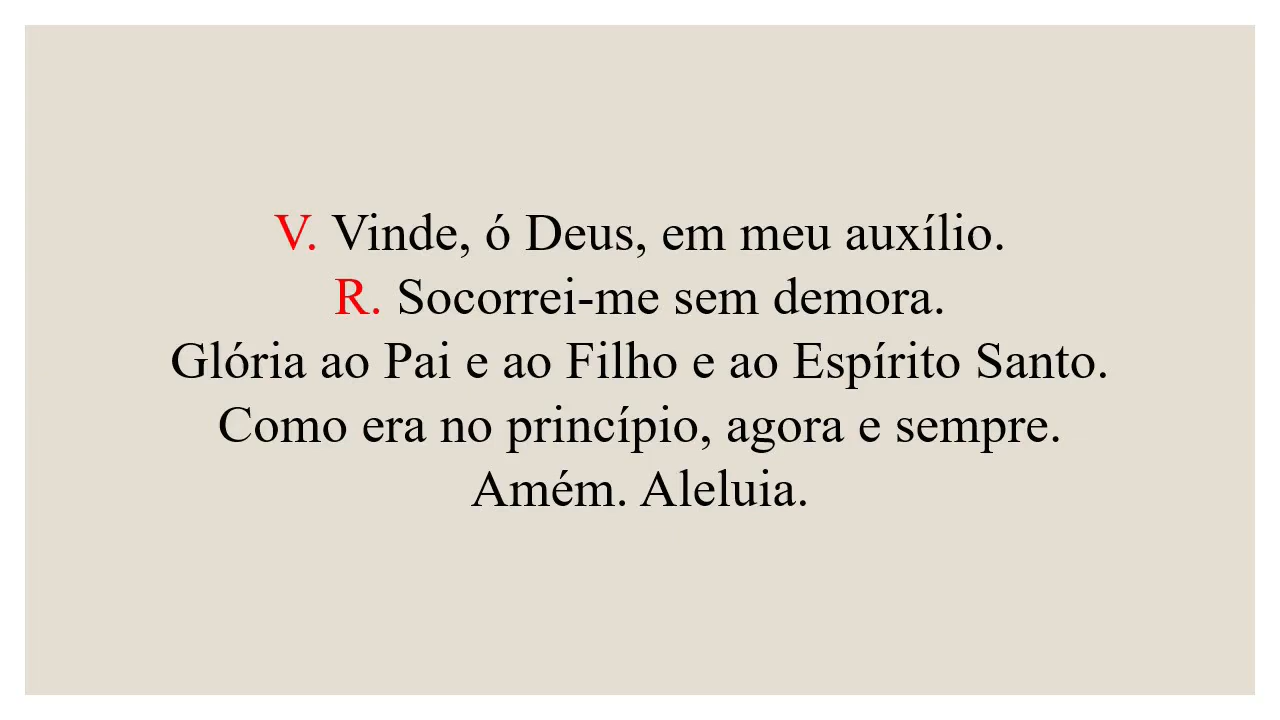 V. Vinde, ó Deus, em meu auxílio.
R. Socorrei-me sem demora.
Glória ao Pai e ao Filho e ao Espírito Santo.
Como era no princípio, agora e sempre.
Amém. Aleluia.